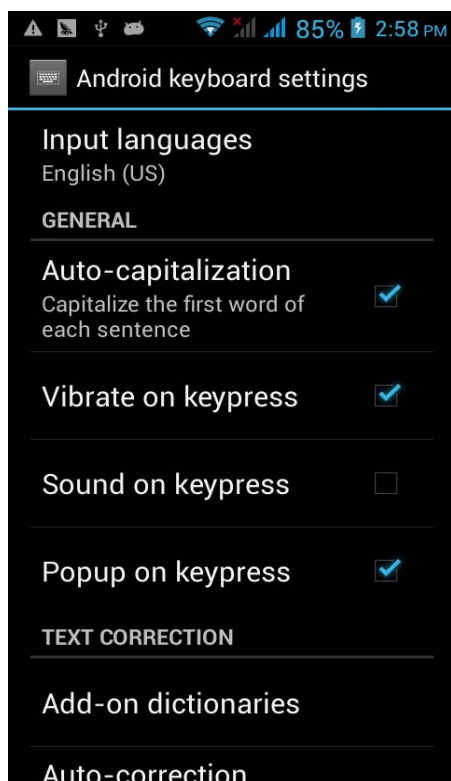 85% 2:58 PM
Android keyboard settings
Input languages
English (US)
GENERAL
Auto-capitalization
Capitalize the first word of
each sentence
Vibrate on keypress
Sound on keypress
Popup on keypress
TEXT CORRECTION
Add-on dictionaries
Auto-correction